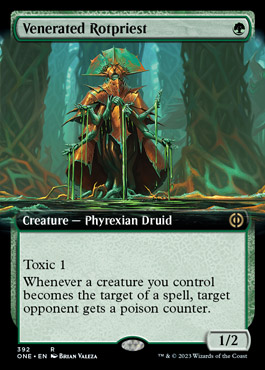 Venerated Rotpriest
Creature — Phyrexian Druid
Toxic 1
Whenever a creature you control
becomes the target of a spell, target
opponent gets a poison counter.
1/2
392 R
ONE • EN Brian Valeza
™ & © 2023 Wizards of the Coast